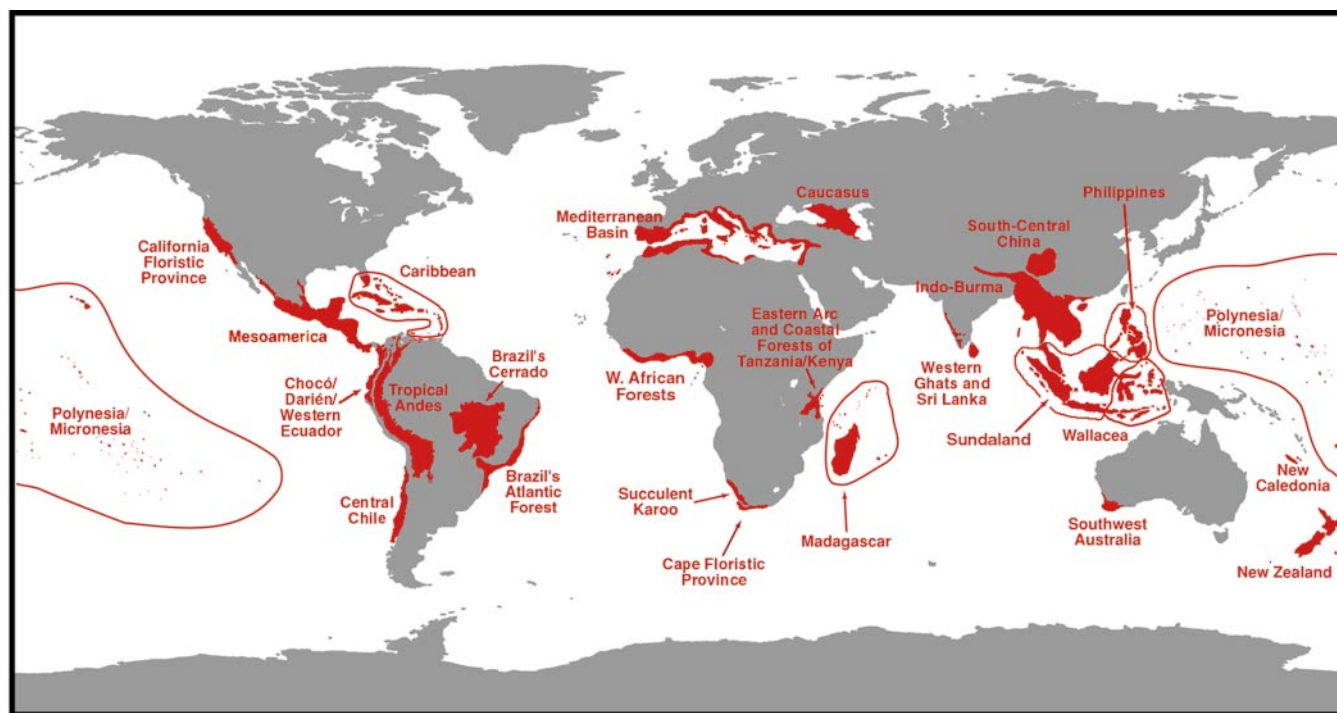 California
Floristic
Province
Polynesia/
Micronesia
Mesoamerica
Caribbean
Chocó/
Darién/
Western
Ecuador
Tropical
Andes
Brazil's
Cerrado
Brazil's
Atlantic
Forest
Central
Chile
Mediterranean
Basin
Caucasus
W. African
Forests
Eastern Arc
and Coastal
Forests of
Tanzania/Kenya
Succulent
Karoo
Cape Floristic
Province
Madagascar
Philippines
South-Central
China
Indo-Burma
Western
Ghats and
Sri Lanka
Sundaland
Wallacea
Polynesia/
Micronesia
New
Caledonia
Southwest
Australia
New Zealand